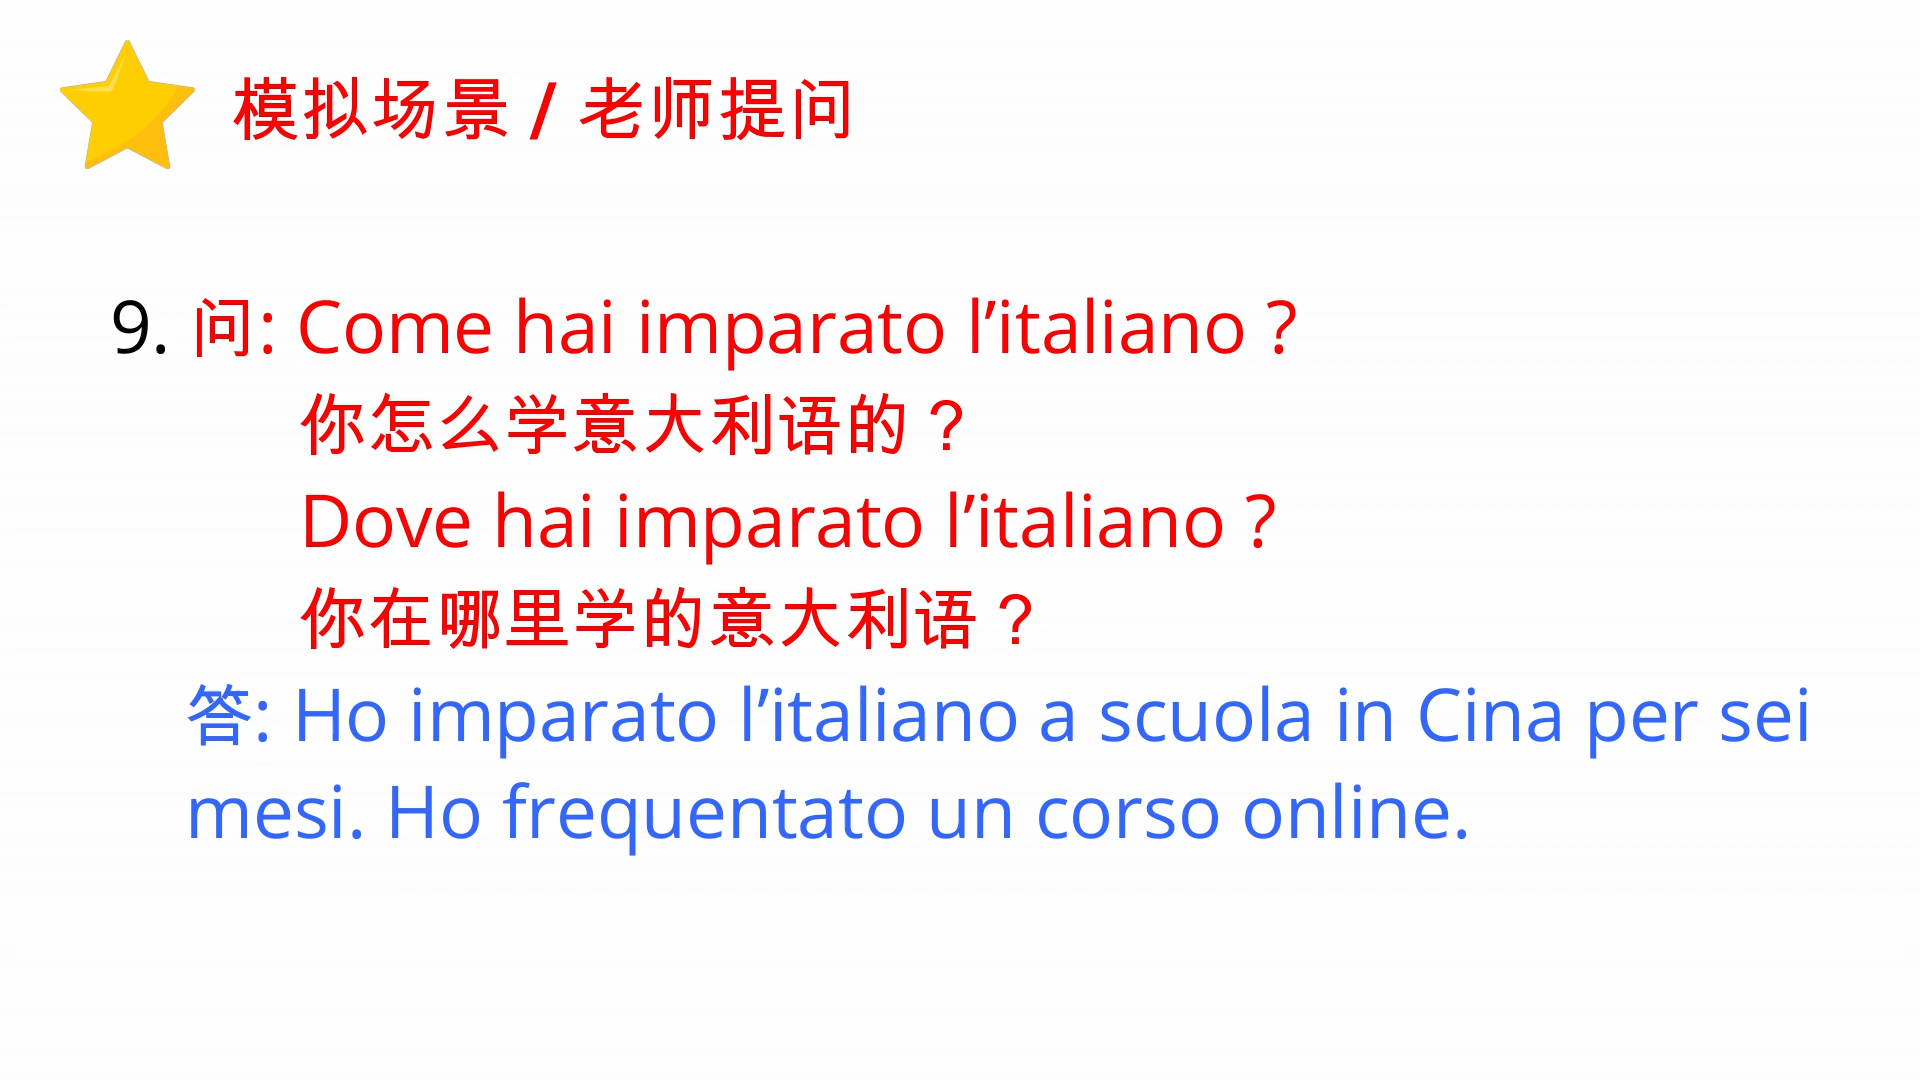 模拟场景 / 老师提问
9. 问: Come hai imparato l’italiano ?
你怎么学意大利语的？
Dove hai imparato l’italiano ?
你在哪里学的意大利语？
答: Ho imparato l’italiano a scuola in Cina per sei
mesi. Ho frequentato un corso online.